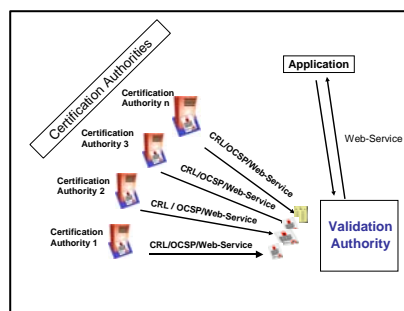 Certification Authorities
Certification
Authority n
Certification
Authority 3
Certification
Authority 2
Certification
Authority 1
CRL/OCSP/Web-Service
CRL/OCSP/Web-Service
CRL / OCSP/Web-Service
CRL/OCSP/Web-Service
Application
Web-Service
Validation
Authority